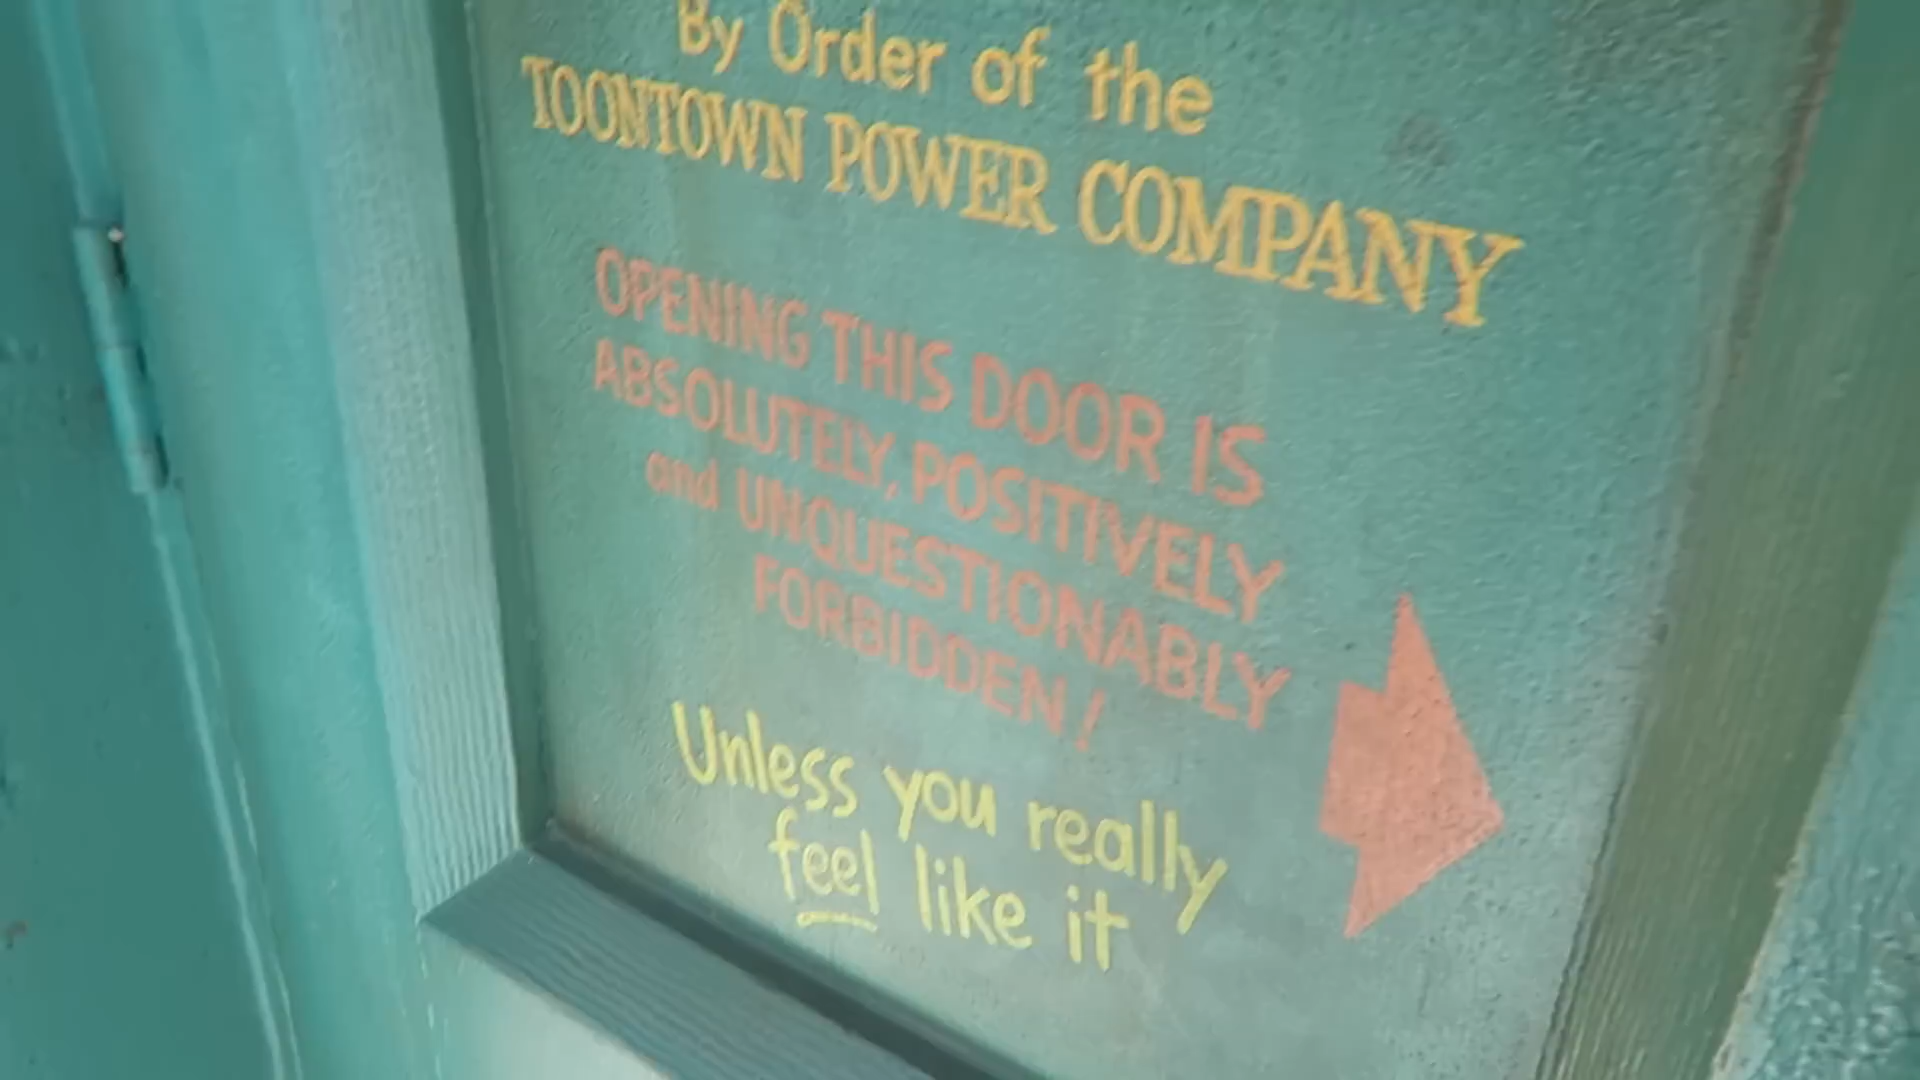 By Order of the
TOONTOWN POWER COMPANY
OPENING THIS DOOR IS
ABSOLUTELY, POSITIVELY
and UNQUESTIONABLY
FORBIDDEN!
Unless you really
feel like it